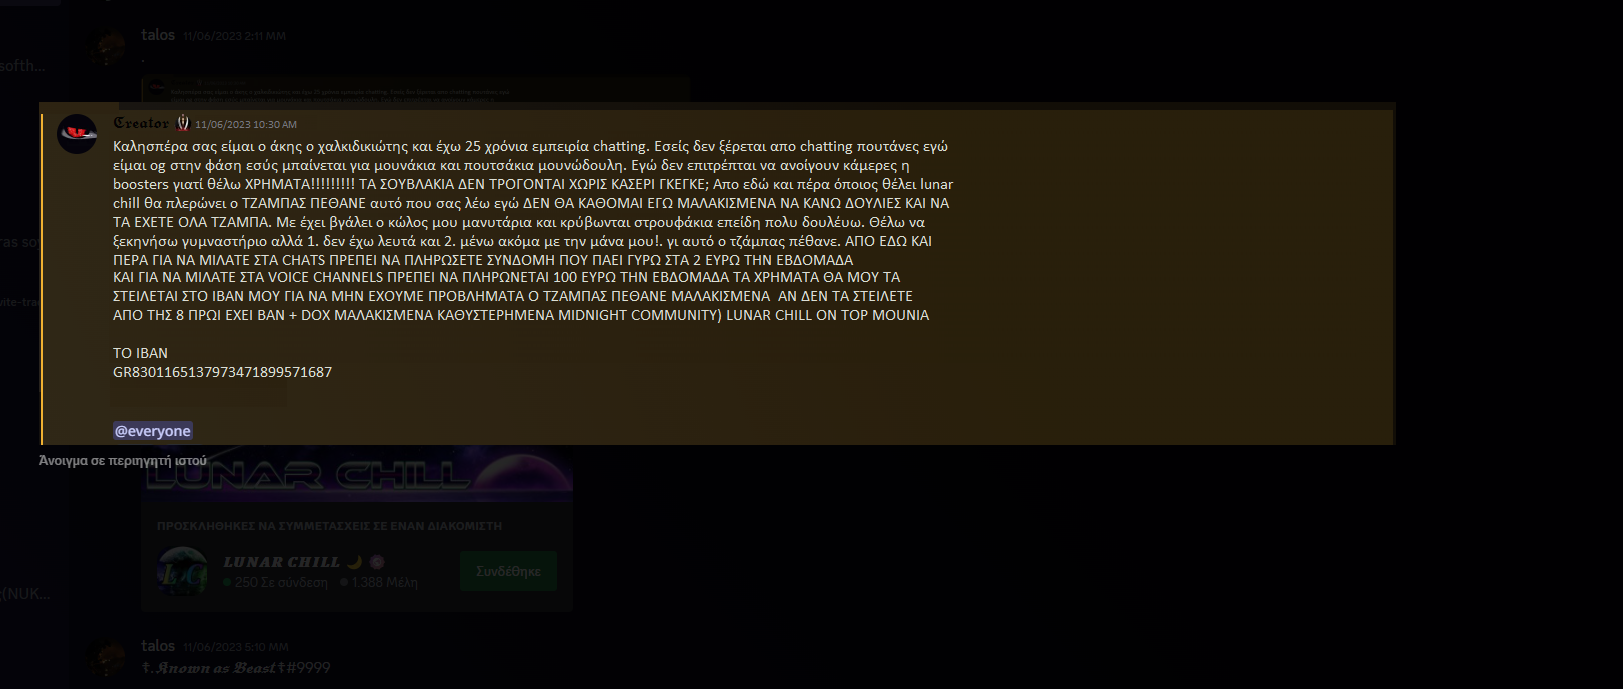 softh...
talos 11/06/2023 2:11 MM
.
Creator 11/06/2023 10:30 AM
Καλησπέρα σας είμαι ο άκης ο χαλκιδικιώτης και έχω 25 χρόνια εμπειρία chatting. Εσείς δεν ξέρεται απο chatting πουτάνες εγώ
είμαι og στην φάση εσύς μπαίνεται για μουνάκια και πουτσάκια μουνώδουλη. Εγώ δεν επιτρέπται να ανοίγουν κάμερες η
boosters γιατί θέλω ΧΡΗΜΑΤΑ!!!!!!!!! ΤΑ ΣΟΥΒΛΑΚΙΑ ΔΕΝ ΤΡΟΓΟΝΤΑΙ ΧΩΡΙΣ ΚΑΣΕΡΙ ΓΚΕΓΚΕ; Απο εδώ και πέρα όποιος θέλει lunar
chill θα πλερώνει ο ΤΖΑΜΠΑΣ ΠΕΘΑΝΕ αυτό που σας λέω εγώ ΔΕΝ ΘΑ ΚΑΘΟΜΑΙ ΕΓΩ ΜΑΛΑΚΙΣΜΕΝΑ ΝΑ ΚΑΝΩ ΔΟΥΛΙΕΣ ΚΑΙ ΝΑ
ΤΑ ΕΧΕΤΕ ΟΛΑ ΤΖΑΜΠΑ. Με έχει βγάλει ο κώλος μου μανυτάρια και κρύβωνται στρουφάκια επείδη πολυ δουλέυω. Θέλω να
ξεκηνήσω γυμναστήριο αλλά 1. δεν έχω λευτά και 2. μένω ακόμα με την μάνα μου!. γι αυτό ο τζάμπας πέθανε. ΑΠΟ ΕΔΩ ΚΑΙ
ΠΕΡΑ ΓΙΑ ΝΑ ΜΙΛΑΤΕ ΣΤΑ CHATS ΠΡΕΠΕΙ ΝΑ ΠΛΗΡΩΣΕΤΕ ΣΥΝΔΟΜΗ ΠΟΥ ΠΑΕΙ ΓΥΡΩ ΣΤΑ 2 ΕΥΡΩ ΤΗΝ ΕΒΔΟΜΑΔΑ
ΚΑΙ ΓΙΑ ΝΑ ΜΙΛΑΤΕ ΣΤΑ VOICE CHANNELS ΠΡΕΠΕΙ ΝΑ ΠΛΗΡΩΝΕΤΑΙ 100 ΕΥΡΩ ΤΗΝ ΕΒΔΟΜΑΔΑ ΤΑ ΧΡΗΜΑΤΑ ΘΑ ΜΟΥ ΤΑ
ΣΤΕΙΛΕΤΑΙ ΣΤΟ ΙΒΑΝ ΜΟΥ ΓΙΑ ΝΑ ΜΗΝ ΕΧΟΥΜΕ ΠΡΟΒΛΗΜΑΤΑ Ο ΤΖΑΜΠΑΣ ΠΕΘΑΝΕ ΜΑΛΑΚΙΣΜΕΝΑ ΑΝ ΔΕΝ ΤΑ ΣΤΕΙΛΕΤΕ
ΑΠΟ ΤΗΣ 8 ΠΡΩΙ ΕΧΕΙ BAN + DOX ΜΑΛΑΚΙΣΜΕΝΑ ΚΑΘΥΣΤΕΡΗΜΕΝΑ MIDNIGHT COMMUNITY) LUNAR CHILL ON TOP ΜΟΥΝΙΑ
ΤΟ ΙΒΑΝ
GR8301165137973471899571687
@everyone
Άνοιγμα σε περιηγητή ιστού
LUNAR CHILL
ΠΡΟΣΚΛΗΘΗΚΕΣ ΝΑ ΣΥΜΜΕΤΑΣΧΕΙΣ ΣΕ ΕΝΑΝ ΔΙΑΚΟΜΙΣΤΗ
LC
LUNAR CHILL 🌙
250 Σε σύνδεση 1.388 Μέλη
Συνδέθηκε
(NUK...
talos 11/06/2023 5:10 MM
☨.𝕶nown as Beast.☨#9999